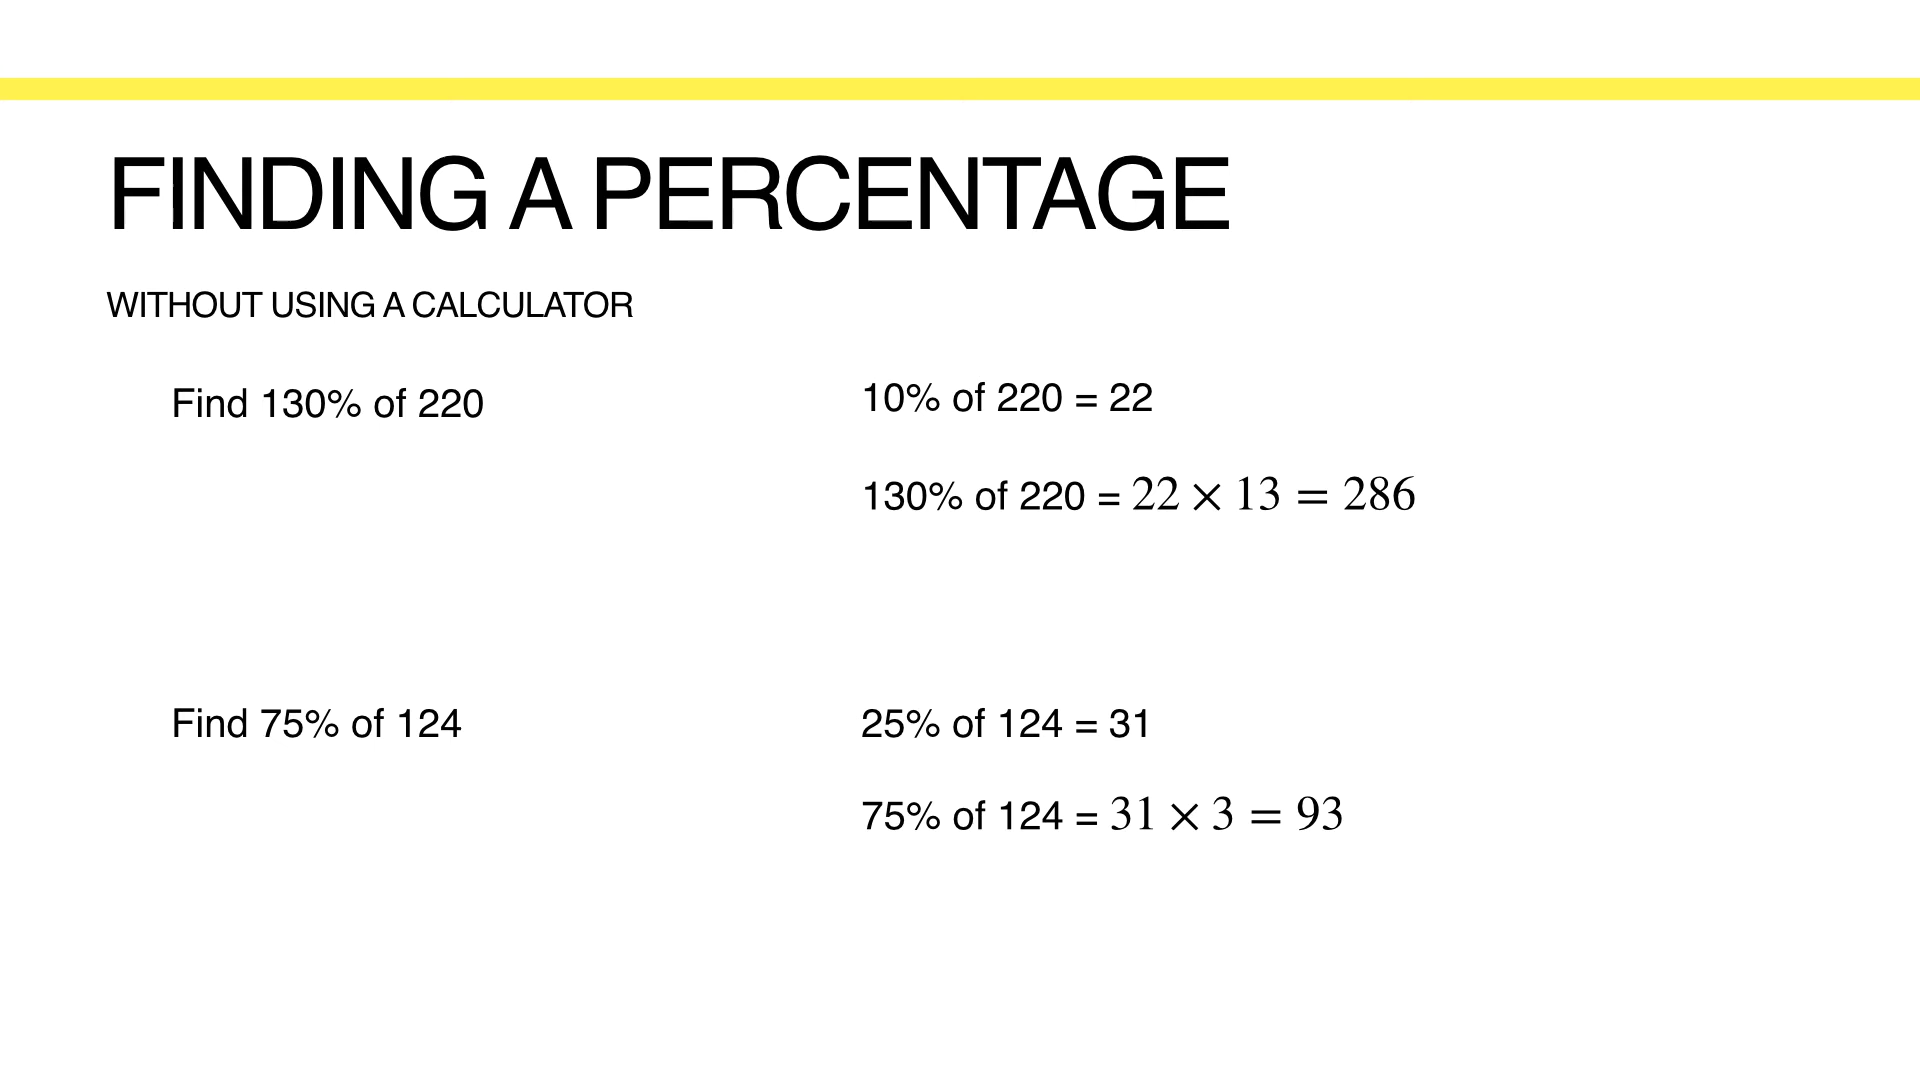 FINDING A PERCENTAGE
WITHOUT USING A CALCULATOR
Find 130% of 220
10% of 220 = 22
130% of 220 = 22 × 13 = 286
Find 75% of 124
25% of 124 = 31
75% of 124 = 31 × 3 = 93